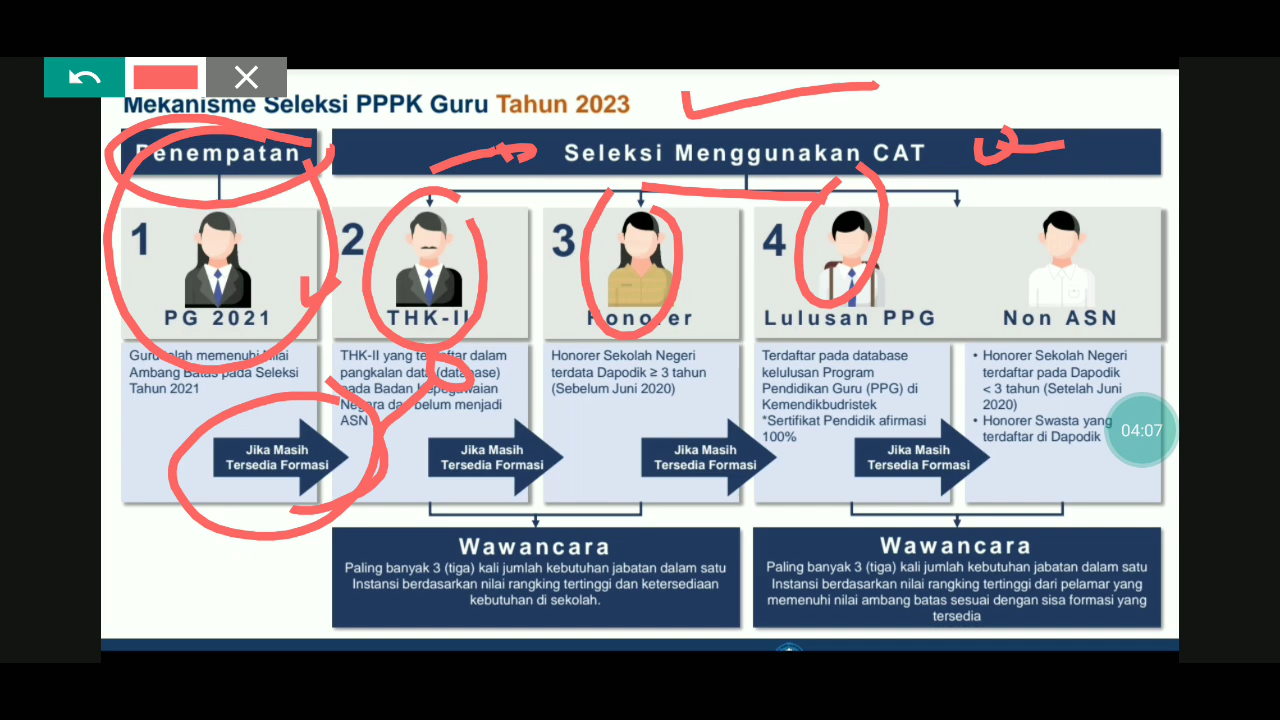 Mekanisme Seleksi PPPK Guru Tahun 2023
Penempatan
Seleksi Menggunakan CAT
1
2
3
4
PG 2021
THK-II
Honorer
Lulusan PPG
Non ASN
Guru telah memenuhi Nilai
Ambang Batas pada Seleksi
Tahun 2021
THK-II yang terdaftar dalam
pangkalan data (database)
pada Badan Kepegawaian
Negara dan belum menjadi
ASN
Honorer Sekolah Negeri
terdata Dapodik ≥ 3 tahun
(Sebelum Juni 2020)
Terdaftar pada database
kelulusan Program
Pendidikan Guru (PPG) di
Kemendikbudristek
*Sertifikat Pendidik afirmasi
100%
• Honorer Sekolah Negeri
terdaftar pada Dapodik
< 3 tahun (Setelah Juni
2020)
• Honorer Swasta yang
terdaftar di Dapodik
04:07
Jika Masih
Tersedia Formasi
Jika Masih
Tersedia Formasi
Jika Masih
Tersedia Formasi
Jika Masih
Tersedia Formasi
Wawancara
Paling banyak 3 (tiga) kali jumlah kebutuhan jabatan dalam satu
Instansi berdasarkan nilai rangking tertinggi dan ketersediaan
kebutuhan di sekolah.
Wawancara
Paling banyak 3 (tiga) kali jumlah kebutuhan jabatan dalam satu
Instansi berdasarkan nilai rangking tertinggi dari pelamar yang
memenuhi nilai ambang batas sesuai dengan sisa formasi yang
tersedia